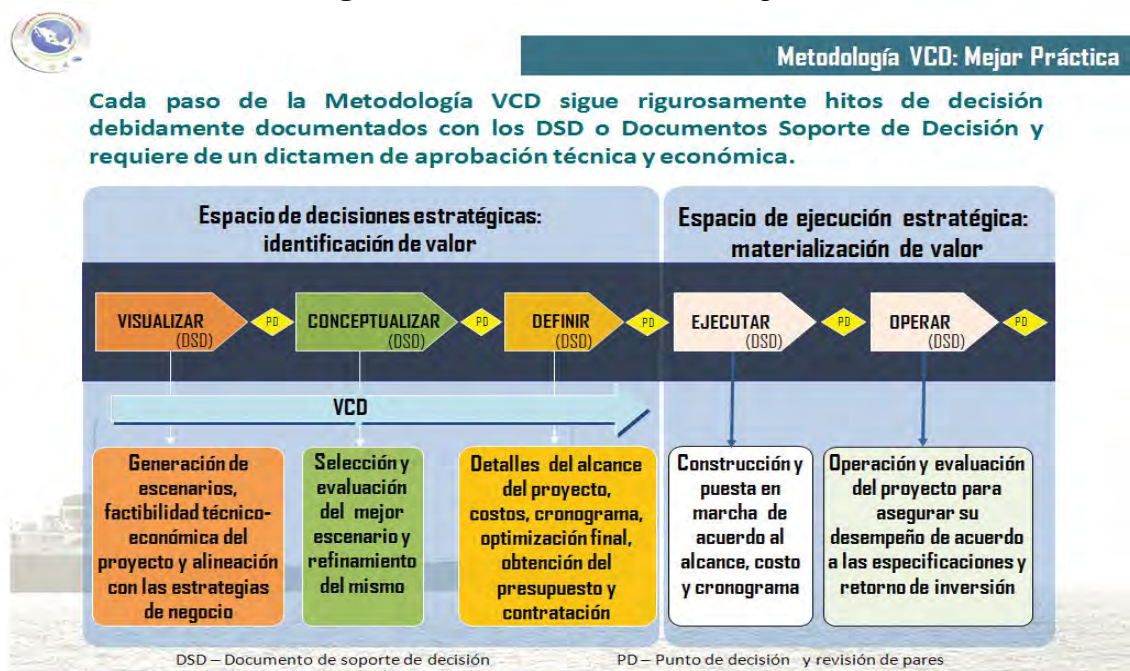 Metodología VCD: Mejor Práctica
Cada paso de la Metodología VCD sigue rigurosamente hitos de decisión
debidamente documentados con los DSD o Documentos Soporte de Decisión y
requiere de un dictamen de aprobación técnica y económica.
Espacio de decisiones estratégicas:
identificación de valor
Espacio de ejecución estratégica:
materialización de valor
VISUALIZAR
(DSD)
PD
CONCEPTUALIZAR
(DSD)
PD
DEFINIR
(DSD)
PD
EJECUTAR
(DSD)
PD
OPERAR
(DSD)
PD
VCD
Generación de
escenarios,
factibilidad técnico-
económica del
proyecto y alineación
con las estrategias
de negocio
Selección y
evaluación
del mejor
escenario y
refinamiento
del mismo
Detalles del alcance
del proyecto,
costos, cronograma,
optimización final,
obtención del
presupuesto y
contratación
Construcción y
puesta en
marcha de
acuerdo al
alcance, costo
y cronograma
Operación y evaluación
del proyecto para
asegurar su
desempeño de acuerdo
a las especificaciones y
retorno de inversión
DSD – Documento de soporte de decisión
PD – Punto de decisión y revisión de pares